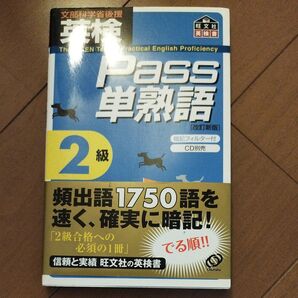 文部科学省後援
英検
The EIKEN Test in Practical English Proficiency
旺文社
英検書
Pass
単熟語
[改訂新版]
2級
暗記フィルター付
CD別売
頻出語1750語を
速く、確実に暗記!
「2級合格への
必須の1冊」
でる順!!
信頼と実績 旺文社の英検書